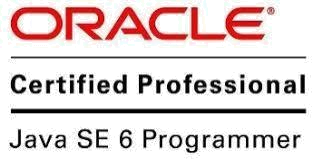 ORACLE®
Certified Professional
Java SE 6 Programmer